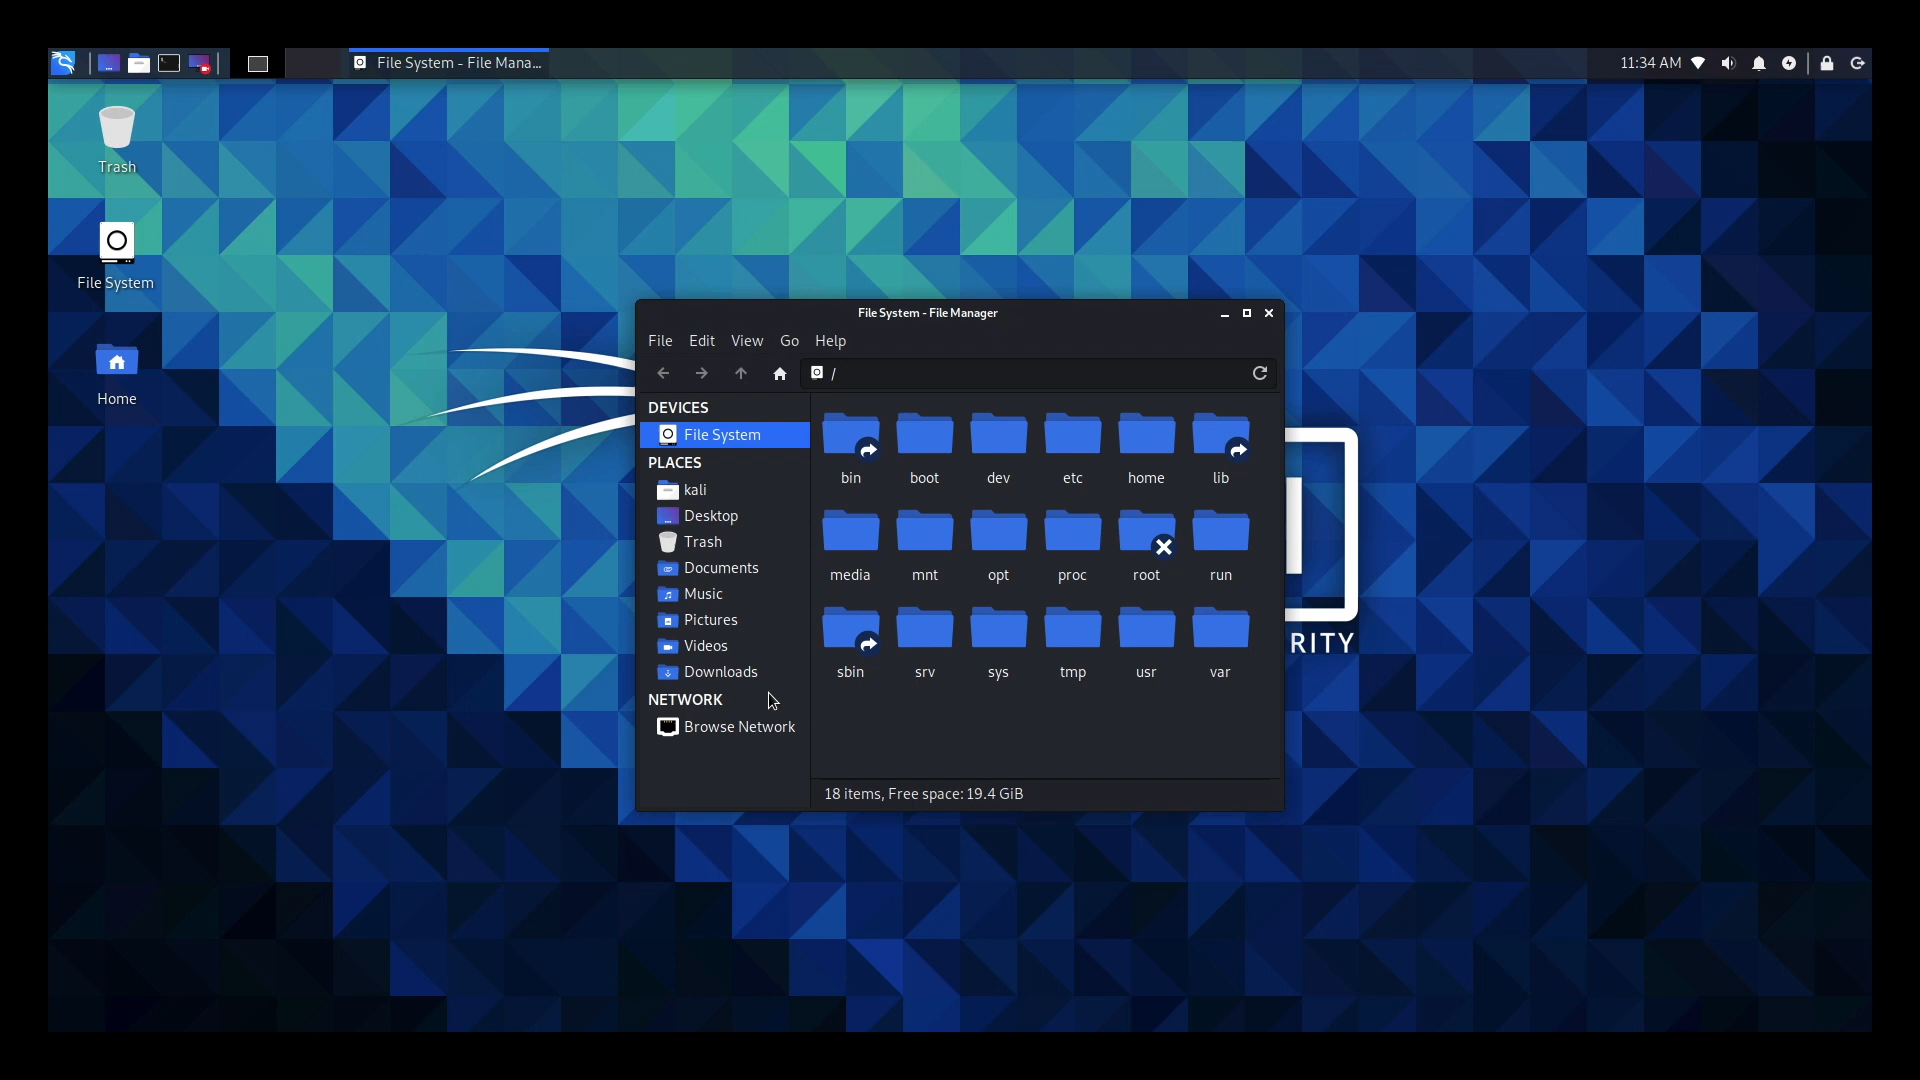 File System - File Mana...
11:34 AM
Trash
File System
Home
File System - File Manager
File Edit View Go Help
/
DEVICES
File System
PLACES
kali
Desktop
Trash
Documents
Music
Pictures
Videos
Downloads
NETWORK
Browse Network
bin boot dev etc home lib
media mnt opt proc root run
sbin srv sys tmp usr var
18 items, Free space: 19.4 GiB
RITY